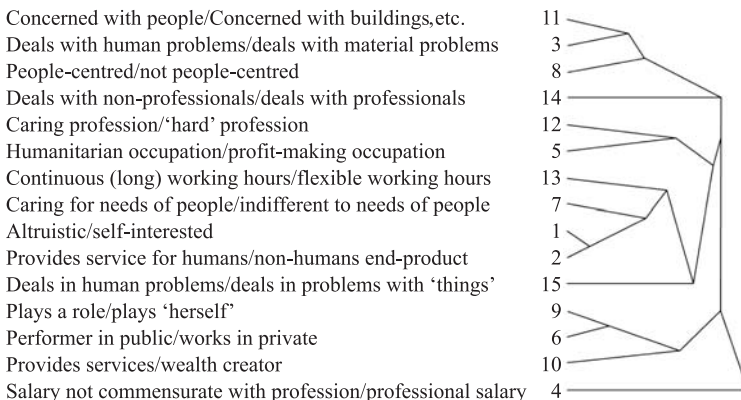 Concerned with people/Concerned with buildings,etc. 11
Deals with human problems/deals with material problems 3
People-centred/not people-centred 8
Deals with non-professionals/deals with professionals 14
Caring profession/‘hard’ profession 12
Humanitarian occupation/profit-making occupation 5
Continuous (long) working hours/flexible working hours 13
Caring for needs of people/indifferent to needs of people 7
Altruistic/self-interested 1
Provides service for humans/non-humans end-product 2
Deals in human problems/deals in problems with ‘things’ 15
Plays a role/plays ‘herself’ 9
Performer in public/works in private 6
Provides services/wealth creator 10
Salary not commensurate with profession/professional salary 4